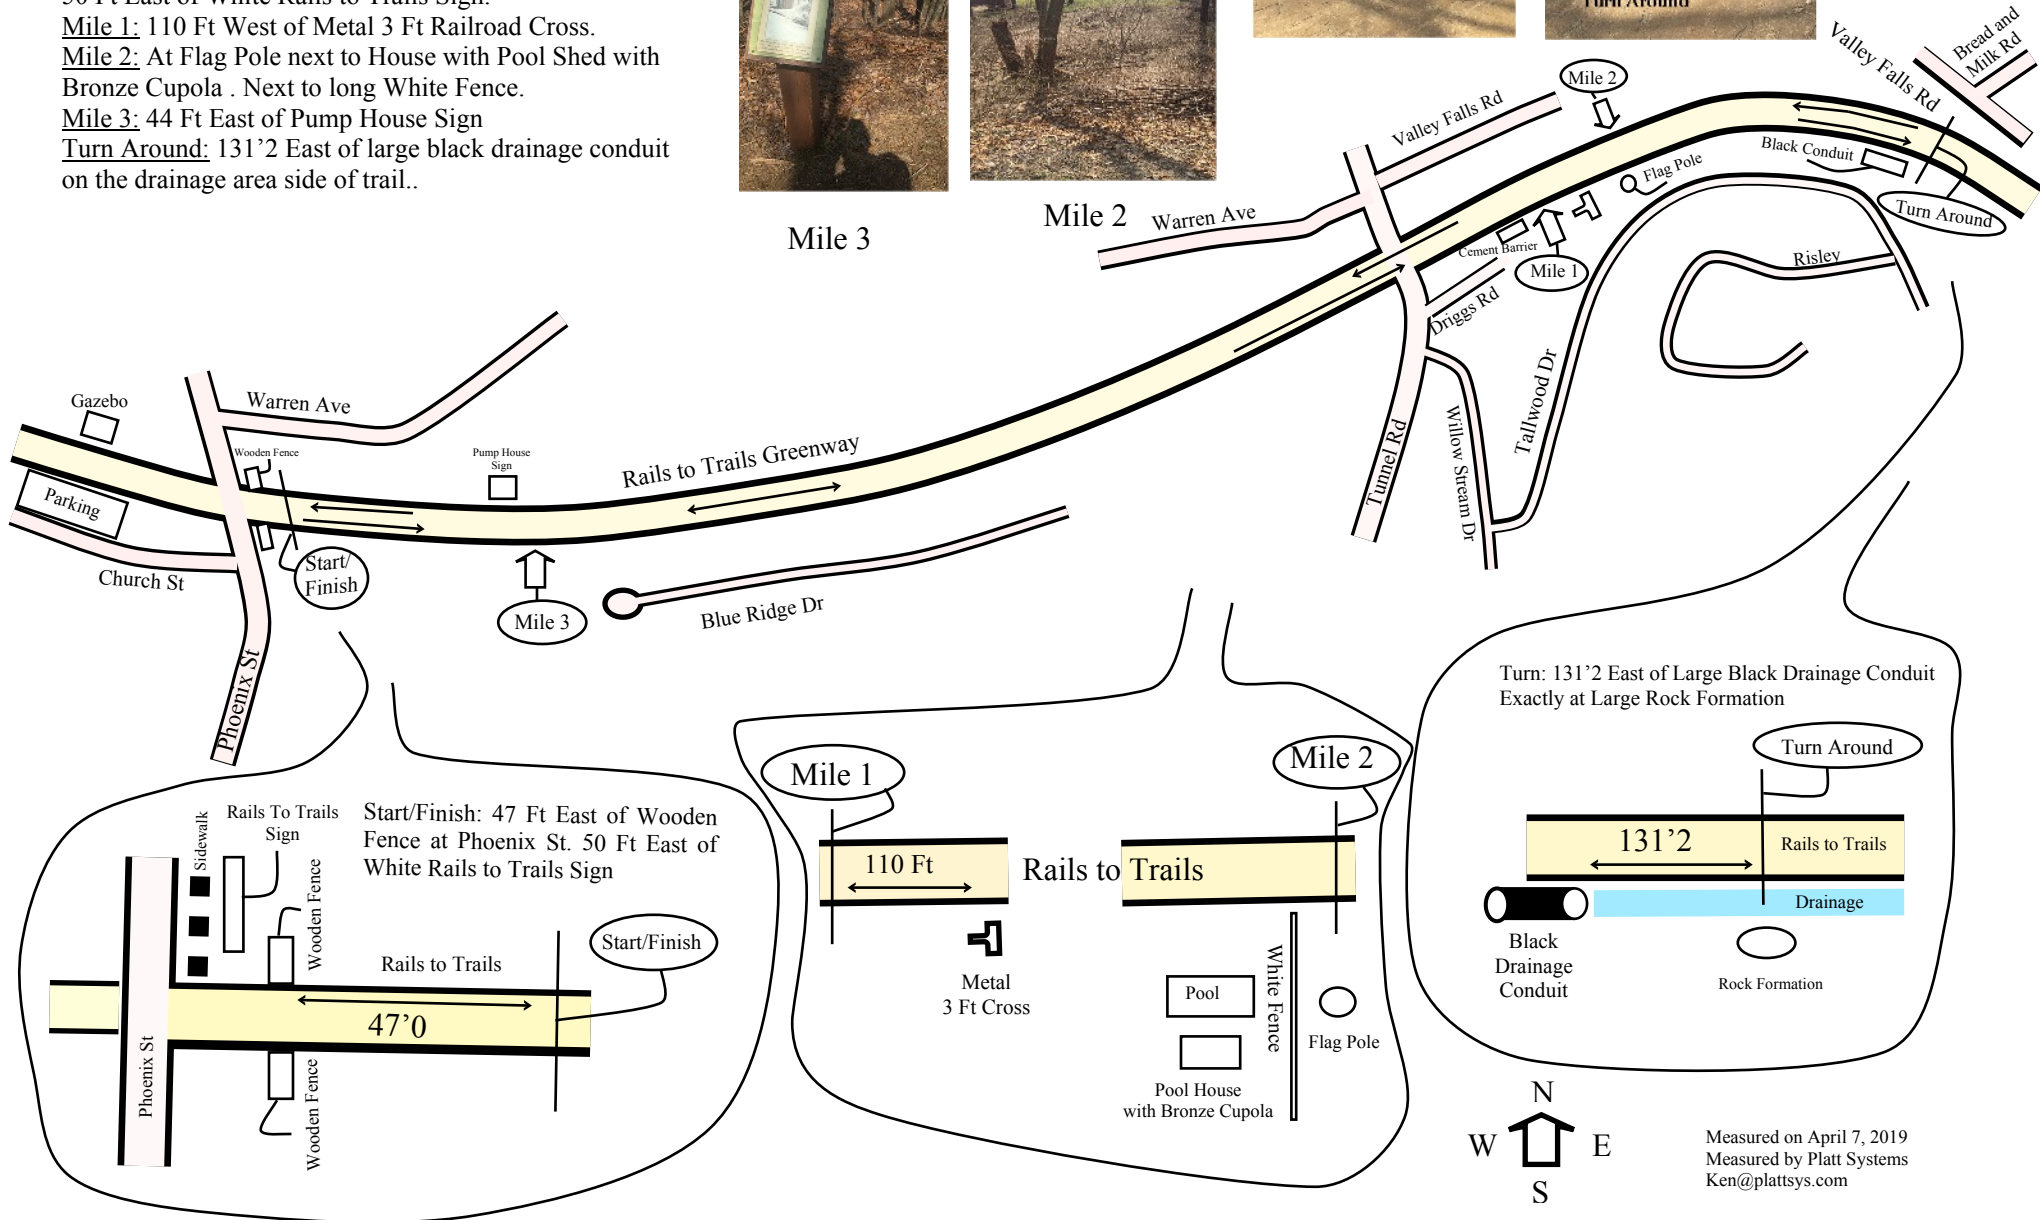 50 Ft East of White Rails to Trails Sign.
Mile 1: 110 Ft West of Metal 3 Ft Railroad Cross.
Mile 2: At Flag Pole next to House with Pool Shed with
Bronze Cupola . Next to long White Fence.
Mile 3: 44 Ft East of Pump House Sign
Turn Around: 131’2 East of large black drainage conduit
on the drainage area side of trail..
Mile 3
Mile 2
Turn Around
Valley Falls Rd
Bread and
Milk Rd
Mile 2
Valley Falls Rd
Black Conduit
Flag Pole
Turn Around
Warren Ave
Cement Barrier
Mile 1
Risley
Driggs Rd
Tallwood Dr
Willow Stream Dr
Tunnel Rd
Gazebo
Warren Ave
Wooden Fence
Pump House
Sign
Rails to Trails Greenway
Parking
Church St
Start/
Finish
Mile 3
Blue Ridge Dr
Phoenix St
Sidewalk
Rails To Trails
Sign
Start/Finish: 47 Ft East of Wooden
Fence at Phoenix St. 50 Ft East of
White Rails to Trails Sign
Wooden Fence
Start/Finish
Rails to Trails
47’0
Phoenix St
Wooden Fence
Mile 1
Mile 2
110 Ft
Rails to Trails
Metal
3 Ft Cross
Pool
White Fence
Flag Pole
Pool House
with Bronze Cupola
Turn: 131’2 East of Large Black Drainage Conduit
Exactly at Large Rock Formation
Turn Around
131’2
Rails to Trails
Drainage
Black
Drainage
Conduit
Rock Formation
N
W
E
S
Measured on April 7, 2019
Measured by Platt Systems
Ken@plattsys.com